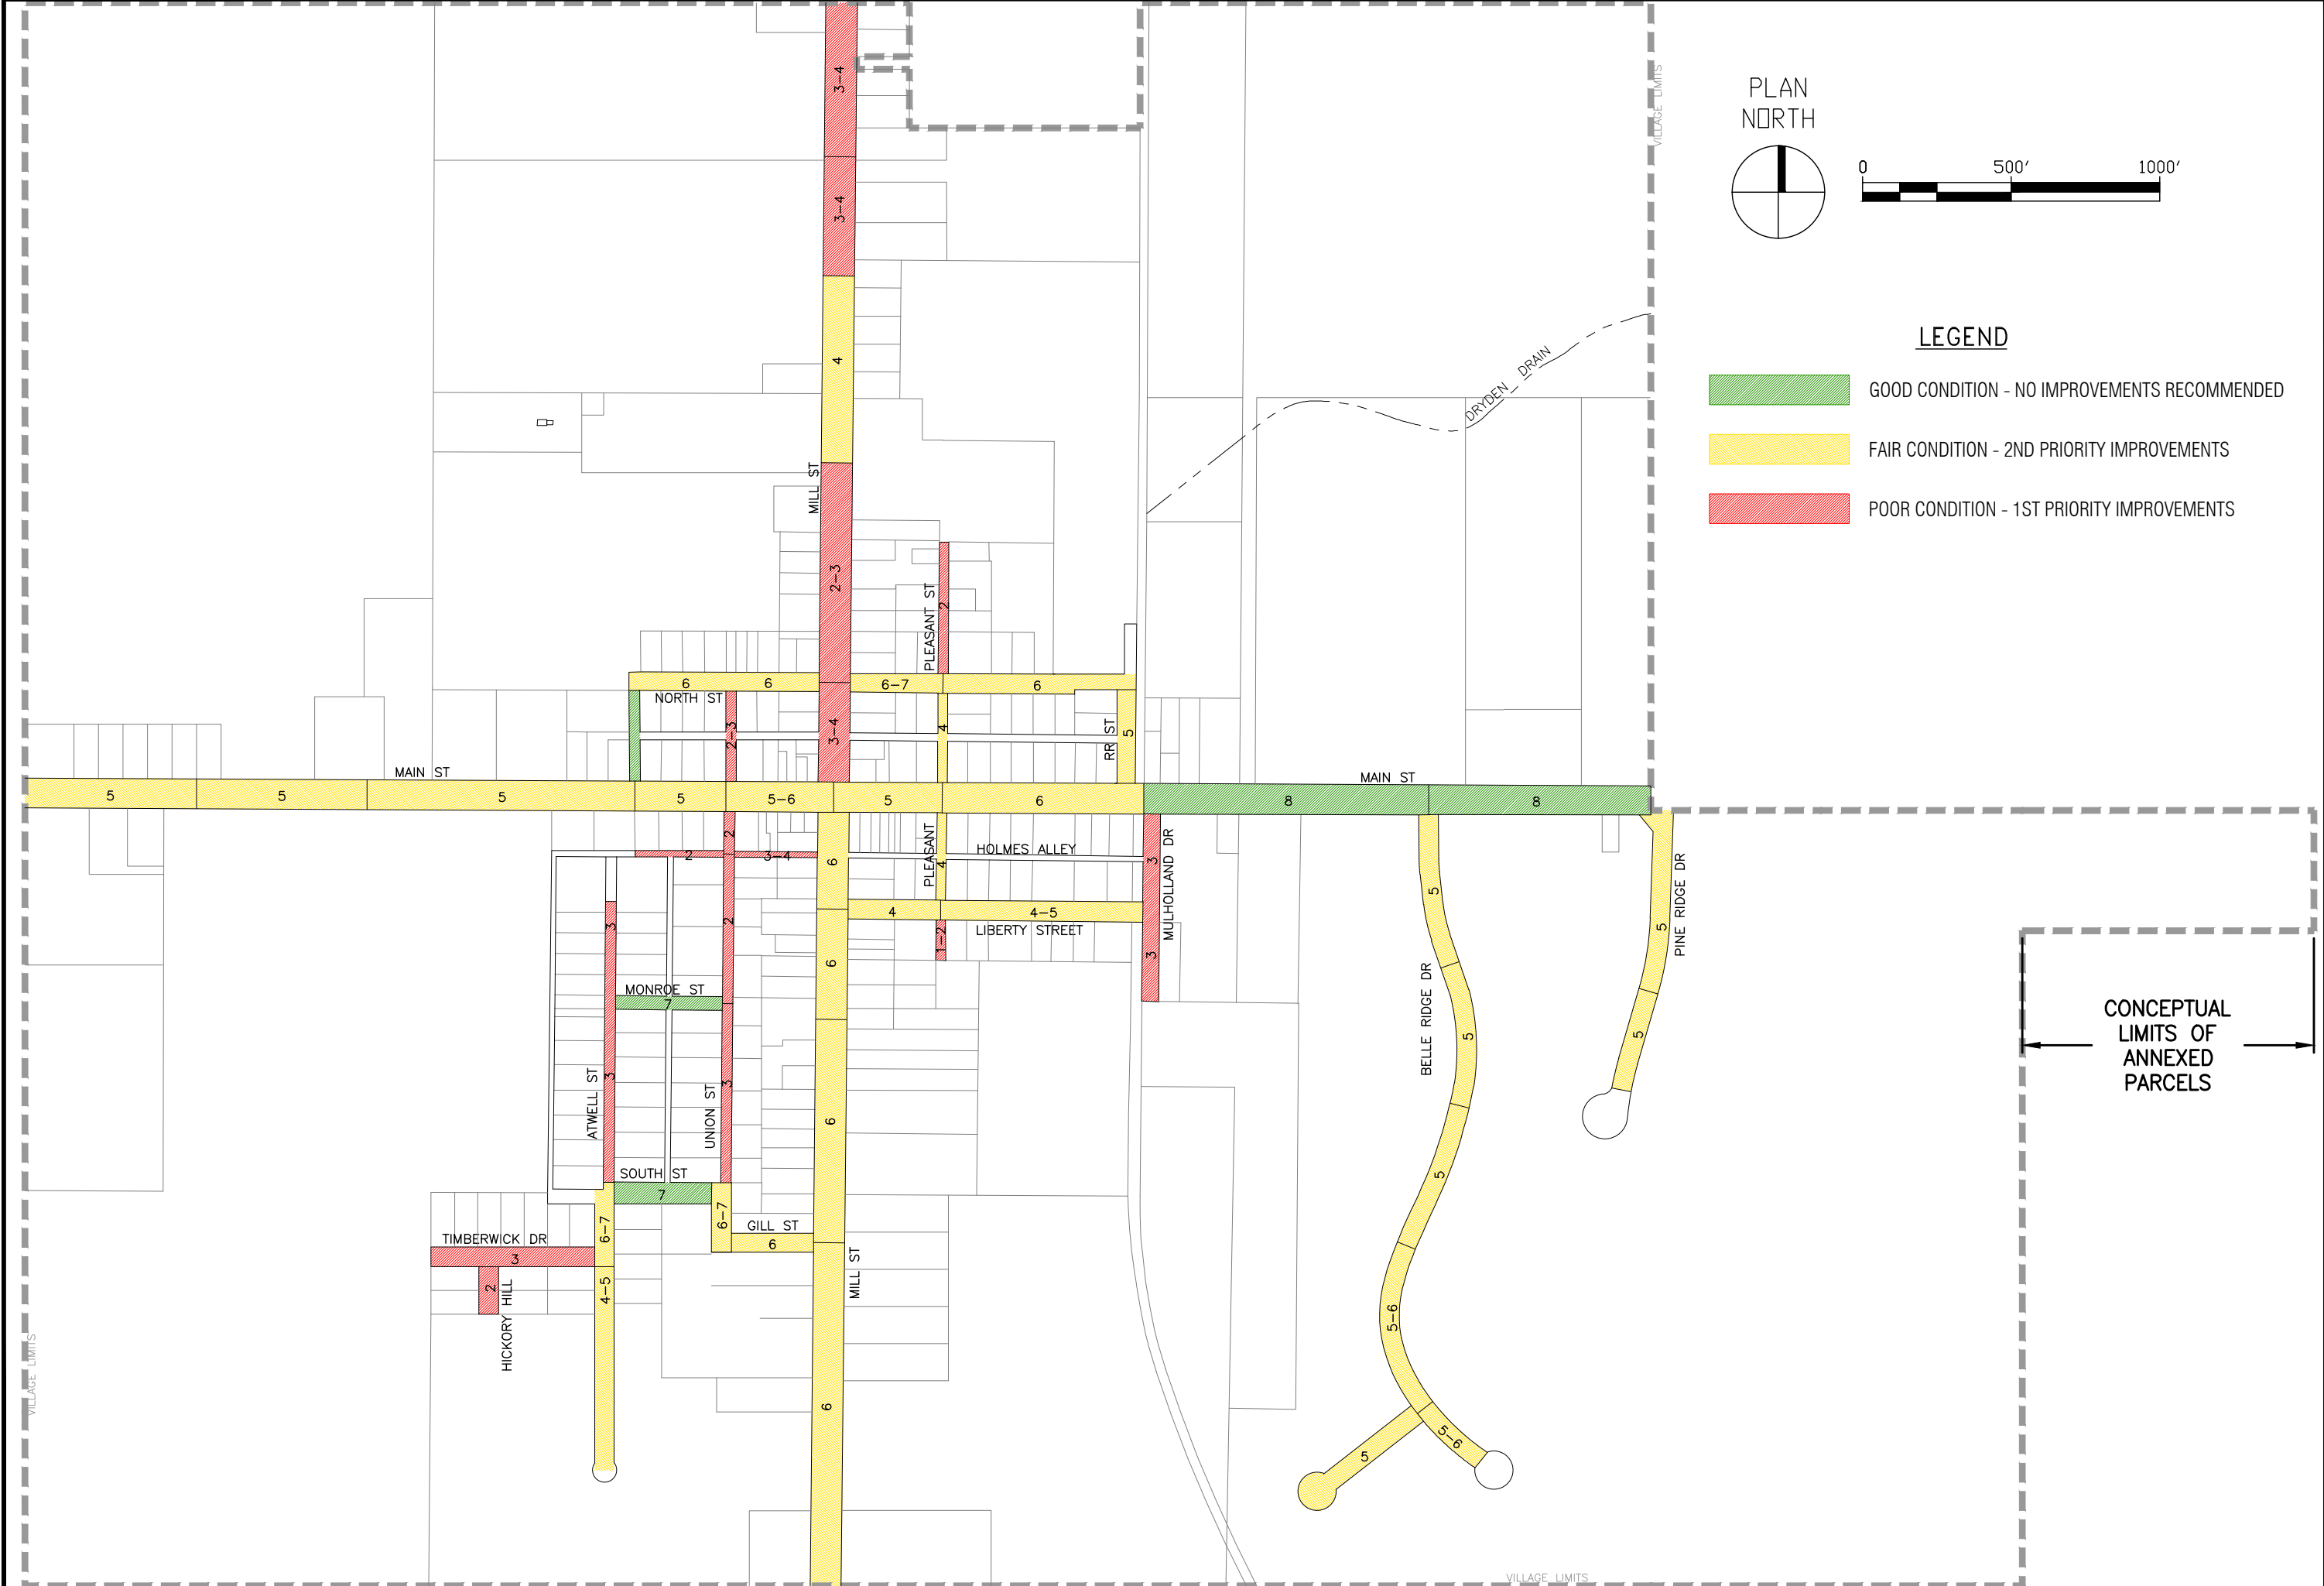 3-4
VILLAGE LIMITS
PLAN
NORTH
0 500' 1000'
3-4
LEGEND
GOOD CONDITION - NO IMPROVEMENTS RECOMMENDED
FAIR CONDITION - 2ND PRIORITY IMPROVEMENTS
POOR CONDITION - 1ST PRIORITY IMPROVEMENTS
4
DRYDEN DRAIN
MILL ST
2-3
PLEASANT ST
2
6 6 6-7 6
NORTH ST
2-3
3-4
4
RR ST
5
MAIN ST
MAIN ST
5 5 5 5 5-6 5 6 8 8
2
2
3-4
6
PLEASANT
4
HOLMES ALLEY
3
MULHOLLAND DR
5
PINE RIDGE DR
5
3
2
4
4-5
LIBERTY STREET
1-2
3
6
MONROE ST
7
BELLE RIDGE DR
5
5
CONCEPTUAL
LIMITS OF
ANNEXED
PARCELS
ATWELL ST
3
UNION ST
3
6
SOUTH ST
7
5
6-7
6-7
GILL ST
6
TIMBERWICK DR
3
2
HICKORY HILL
4-5
MILL ST
5-6
VILLAGE LIMITS
6
5
5-6
VILLAGE LIMITS